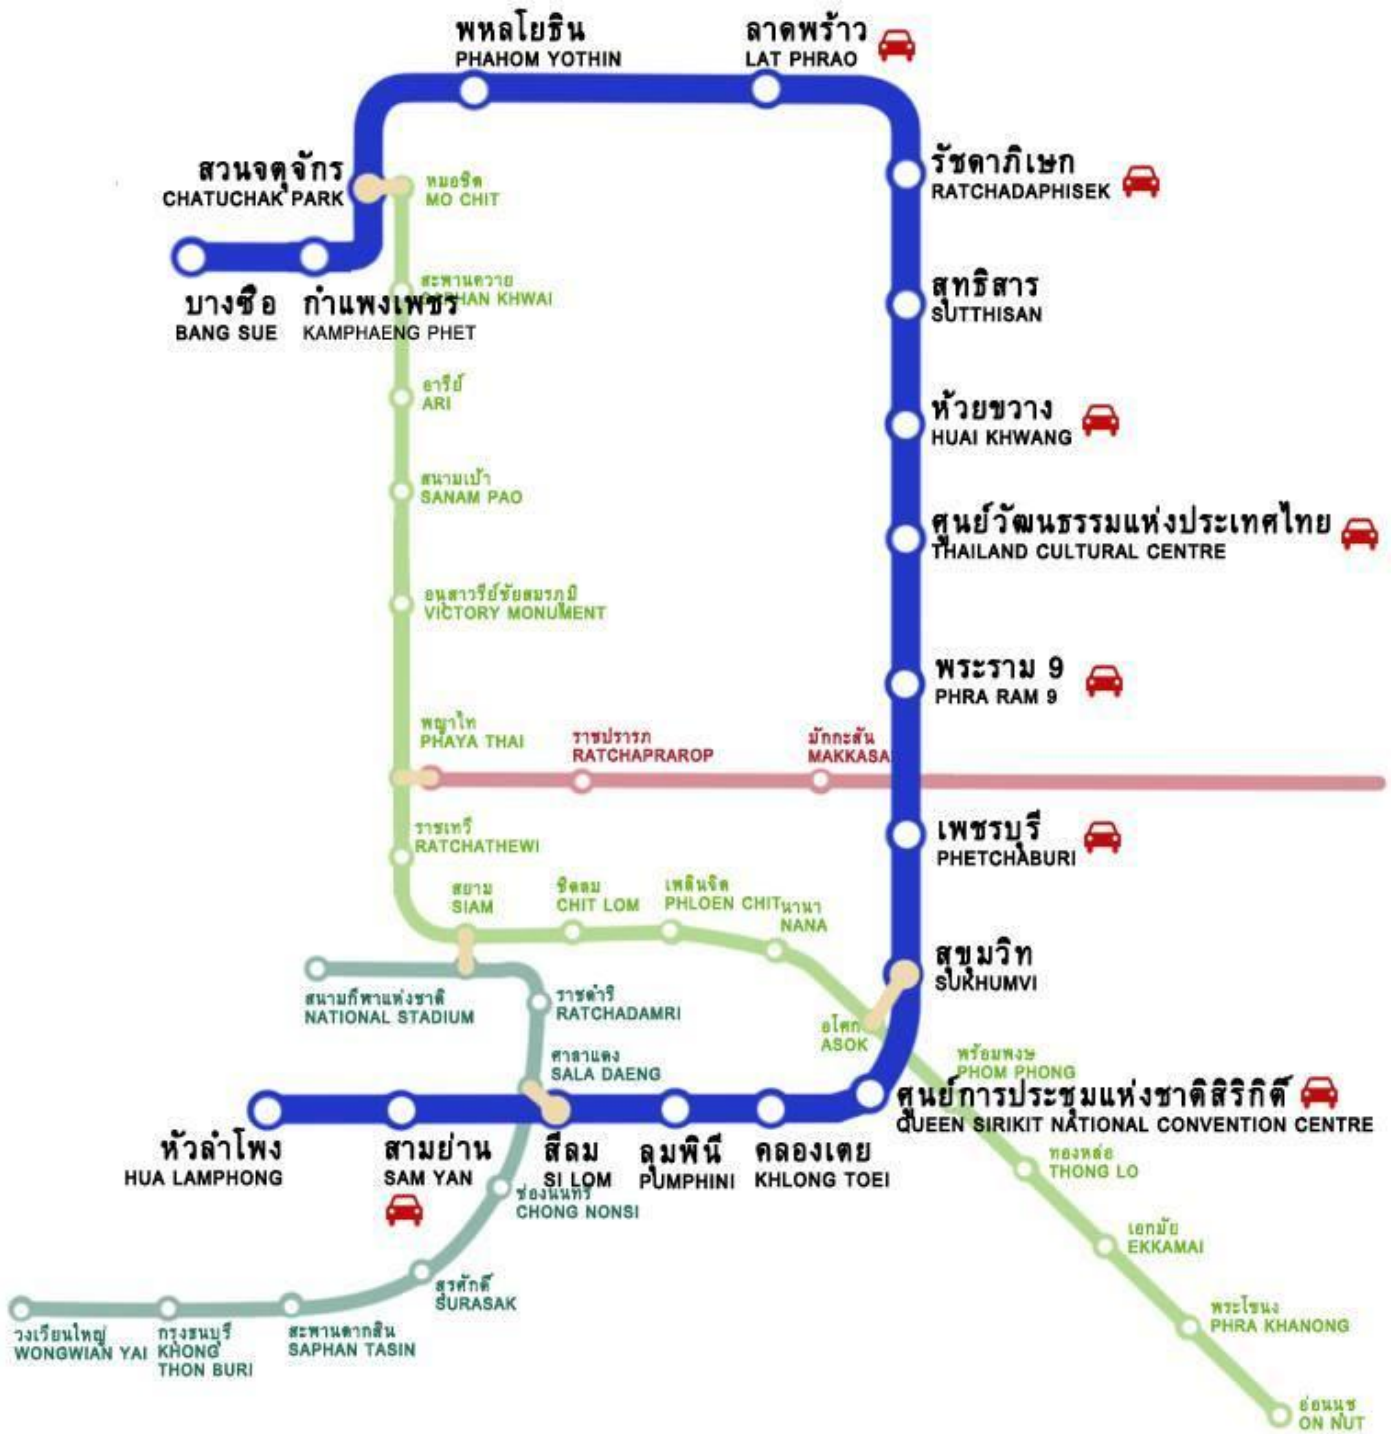 พหลโยธิน
PHAHOM YOTHIN
ลาดพร้าว
LAT PHRAO
สวนจตุจักร
CHATUCHAK PARK
หมอชิต
MO CHIT
รัชดาภิเษก
RATCHADAPHISEK
บางซื่อ
BANG SUE
กำแพงเพชร
KAMPHAENG PHET
สะพานควาย
SAPHAN KHWAI
สุทธิสาร
SUTTHISAN
อารีย์
ARI
ห้วยขวาง
HUAI KHWANG
สนามเป้า
SANAM PAO
ศูนย์วัฒนธรรมแห่งประเทศไทย
THAILAND CULTURAL CENTRE
อนุสาวรีย์ชัยสมรภูมิ
VICTORY MONUMENT
พระราม 9
PHRA RAM 9
พญาไท
PHAYA THAI
ราชปรารภ
RATCHAPRAROP
มักกะสัน
MAKKASA
ราชเทวี
RATCHATHEWI
เพชรบุรี
PHETCHABURI
สยาม
SIAM
ชิดลม
CHIT LOM
เพลินจิต
PHLOEN CHIT
นานา
NANA
สุขุมวิท
SUKHUMVI
สนามกีฬาแห่งชาติ
NATIONAL STADIUM
ราชดำริ
RATCHADAMRI
อโศก
ASOK
ศาลาแดง
SALA DAENG
พร้อมพงษ์
PHOM PHONG
ศูนย์การประชุมแห่งชาติสิริกิติ์
QUEEN SIRIKIT NATIONAL CONVENTION CENTRE
หัวลำโพง
HUA LAMPHONG
สามย่าน
SAM YAN
สีลม
SI LOM
ลุมพินี
PUMPHINI
คลองเตย
KHLONG TOEI
ทองหล่อ
THONG LO
ช่องนนทรี
CHONG NONSI
เอกมัย
EKKAMAI
สุรศักดิ์
SURASAK
พระโขนง
PHRA KHANONG
วงเวียนใหญ่
WONGWIAN YAI
กรุงธนบุรี
KHONG
THON BURI
สะพานตากสิน
SAPHAN TASIN
อ่อนนุช
ON NUT